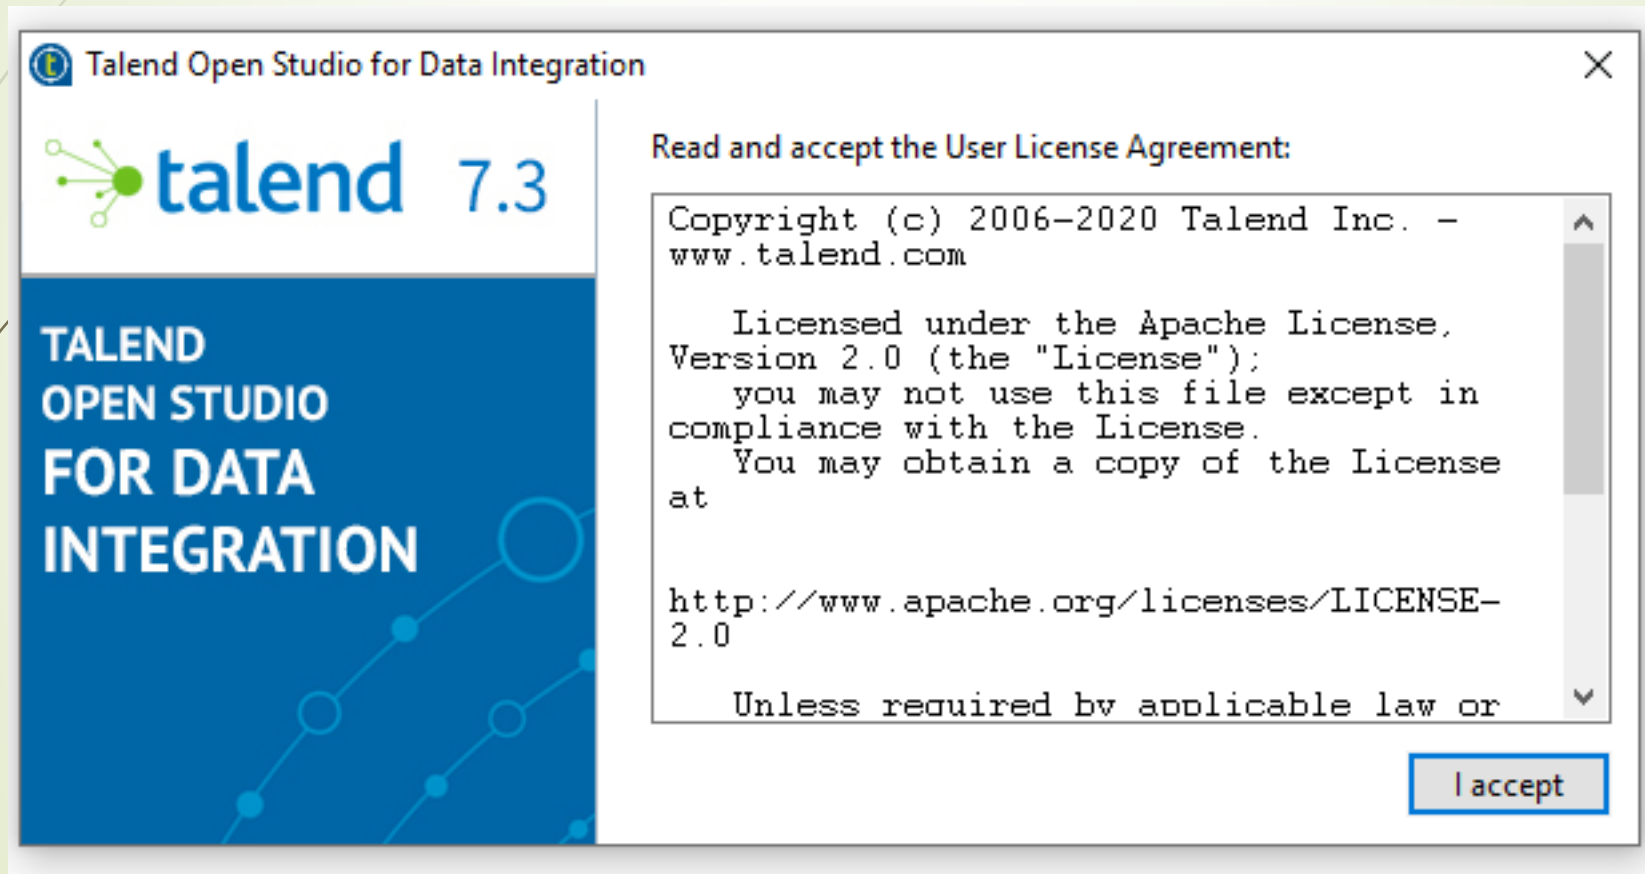 Talend Open Studio for Data Integration
talend 7.3
TALEND
OPEN STUDIO
FOR DATA
INTEGRATION
Read and accept the User License Agreement:
Copyright (c) 2006-2020 Talend Inc. -
www.talend.com
Licensed under the Apache License,
Version 2.0 (the "License");
you may not use this file except in
compliance with the License.
You may obtain a copy of the License
at
http://www.apache.org/licenses/LICENSE-
2.0
Unless required by applicable law or
I accept